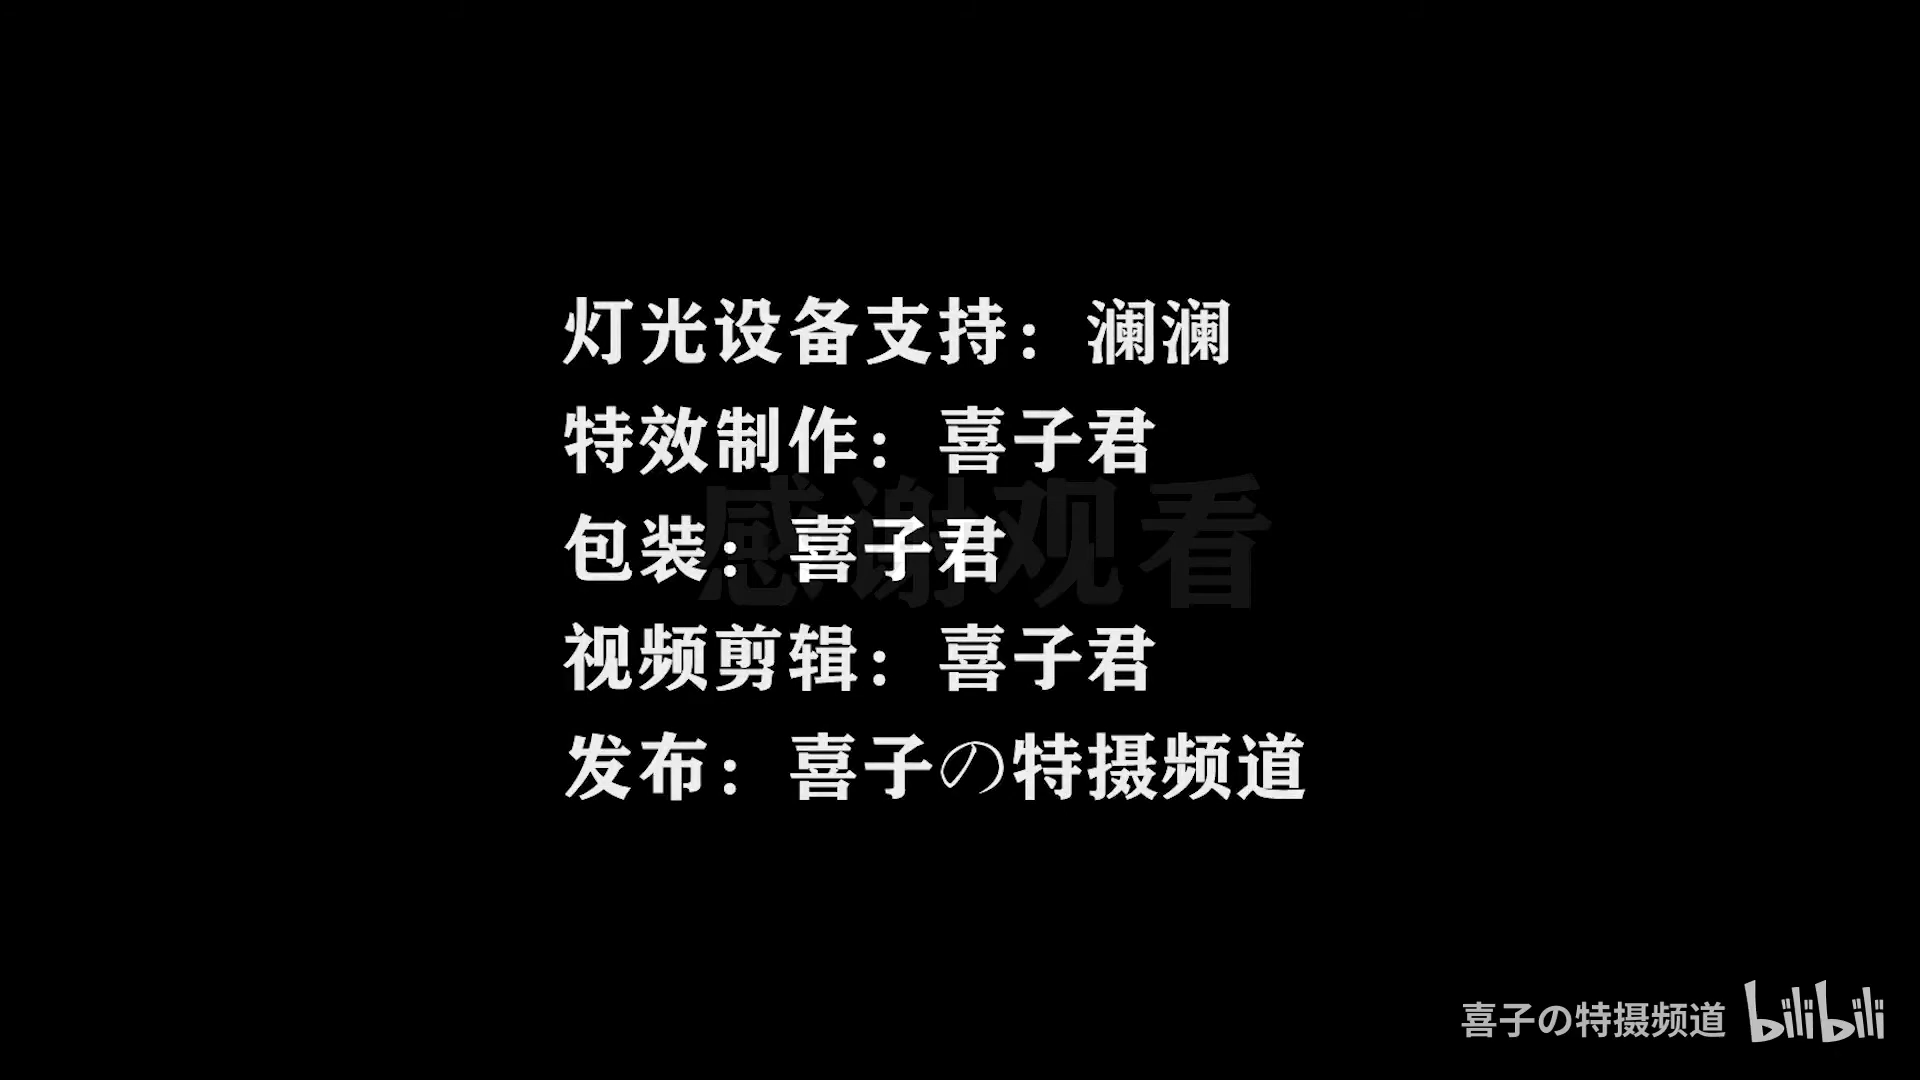 灯光设备支持：澜澜
特效制作：喜子君
感谢观看
包装：喜子君
视频剪辑：喜子君
发布：喜子の特摄频道
喜子の特摄频道 bilibili